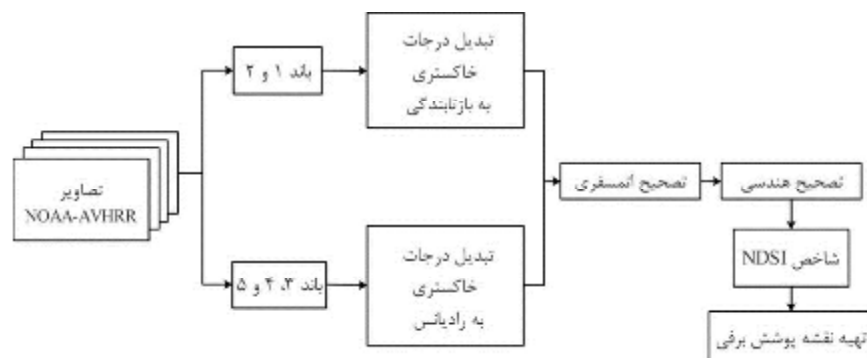 تصاویر
NOAA-AVHRR
باند ۱ و ۲
تبدیل درجات
خاکستری
به بازتابندگی
باند ۳، ۴ و ۵
تبدیل درجات
خاکستری
به رادیانس
تصحیح اتمسفری
تصحیح هندسی
شاخص NDSI
تهیه نقشه پوشش برفی